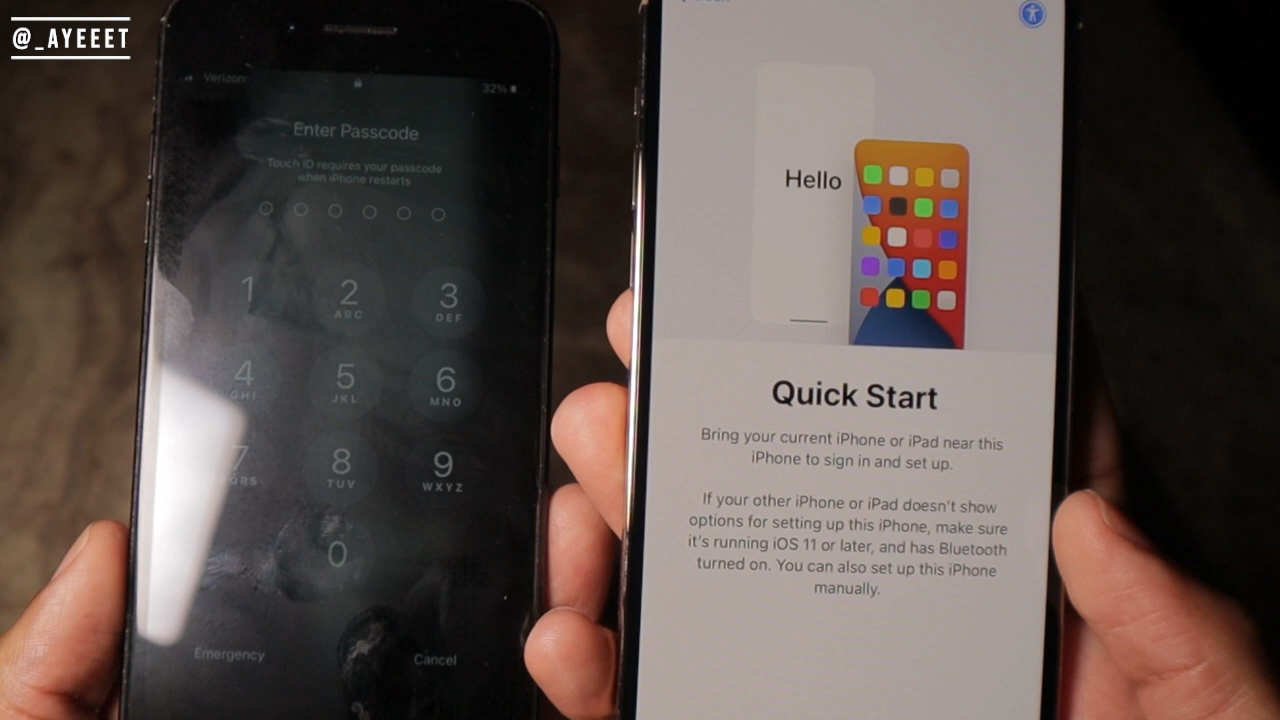 @_AYEEET
Verizon
32%
Enter Passcode
Touch ID requires your passcode
when iPhone restarts
1
2
ABC
3
DEF
4
GHI
5
JKL
6
MNO
7
PQRS
8
TUV
9
WXYZ
0
Emergency
Cancel
Hello
Quick Start
Bring your current iPhone or iPad near this
iPhone to sign in and set up.
If your other iPhone or iPad doesn't show
options for setting up this iPhone, make sure
it's running iOS 11 or later, and has Bluetooth
turned on. You can also set up this iPhone
manually.